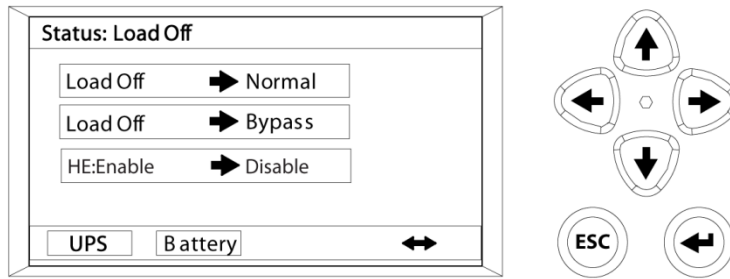 Status: Load Off
Load Off ➔ Normal
Load Off ➔ Bypass
HE:Enable ➔ Disable
UPS Battery ↔
ESC